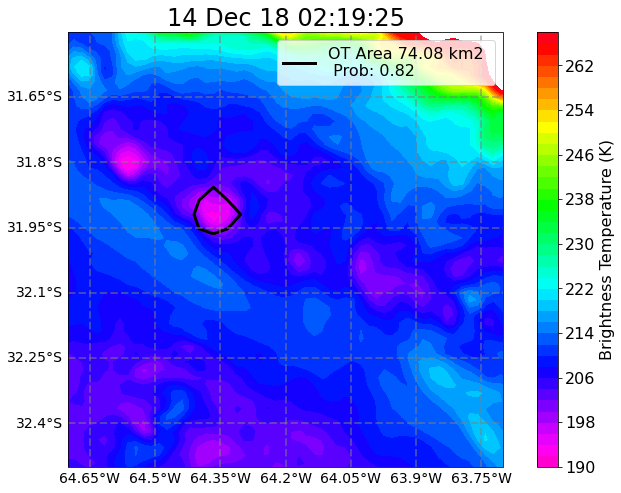 14 Dec 18 02:19:25
OT Area 74.08 km2
Prob: 0.82
31.65°S
31.8°S
31.95°S
32.1°S
32.25°S
32.4°S
64.65°W 64.5°W 64.35°W 64.2°W 64.05°W 63.9°W 63.75°W
262
254
246
238
230
222
214
206
198
190
Brightness Temperature (K)